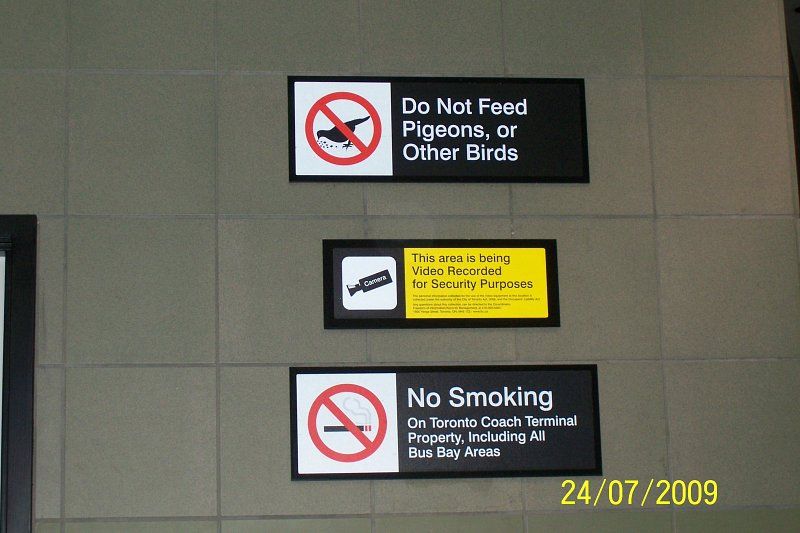 Do Not Feed
Pigeons, or
Other Birds
Camera
This area is being
Video Recorded
for Security Purposes
No Smoking
On Toronto Coach Terminal
Property, Including All
Bus Bay Areas
24/07/2009